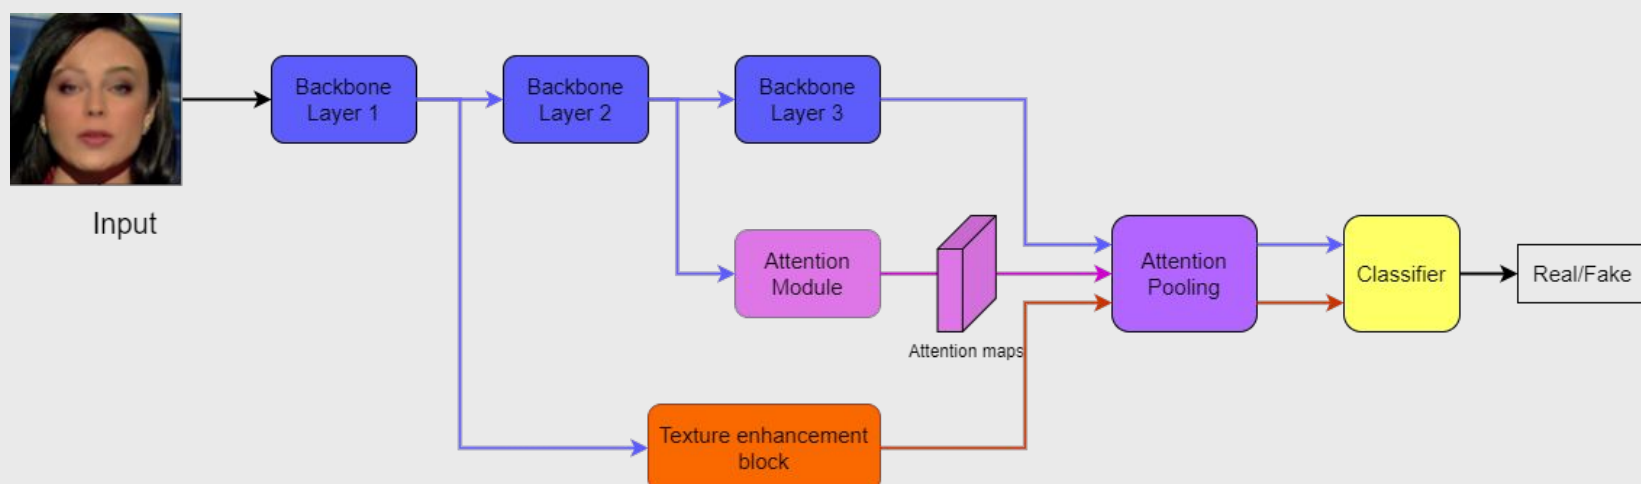 Input
Backbone
Layer 1
Backbone
Layer 2
Backbone
Layer 3
Attention
Module
Attention maps
Texture enhancement
block
Attention
Pooling
Classifier
Real/Fake